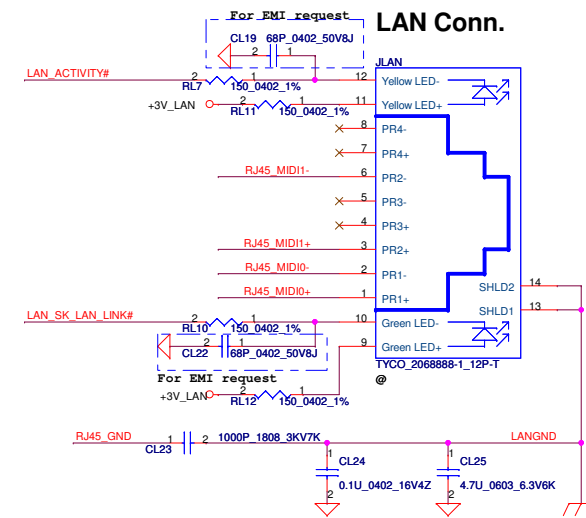 For EMI request
LAN Conn.
CL19 68P_0402_50V8J
2 1
JLAN
LAN_ACTIVITY#
2 1
RL7 150_0402_1%
12 Yellow LED-
+3V_LAN
2 1
RL11 150_0402_1%
11 Yellow LED+
8 PR4-
7 PR4+
RJ45_MIDI1-
6 PR2-
5 PR3-
4 PR3+
RJ45_MIDI1+
3 PR2+
RJ45_MIDI0-
2 PR1-
RJ45_MIDI0+
1 PR1+
SHLD2 14
SHLD1 13
LAN_SK_LAN_LINK#
2 1
RL10 150_0402_1%
10 Green LED-
2 1
CL22 68P_0402_50V8J
9 Green LED+
TYCO_2068888-1_12P-T
@
For EMI request
+3V_LAN
2 1
RL12 150_0402_1%
RJ45_GND
1 2 1000P_1808_3KV7K
CL23
LANGND
1 CL24
0.1U_0402_16V4Z
2
1 CL25
4.7U_0603_6.3V6K
2